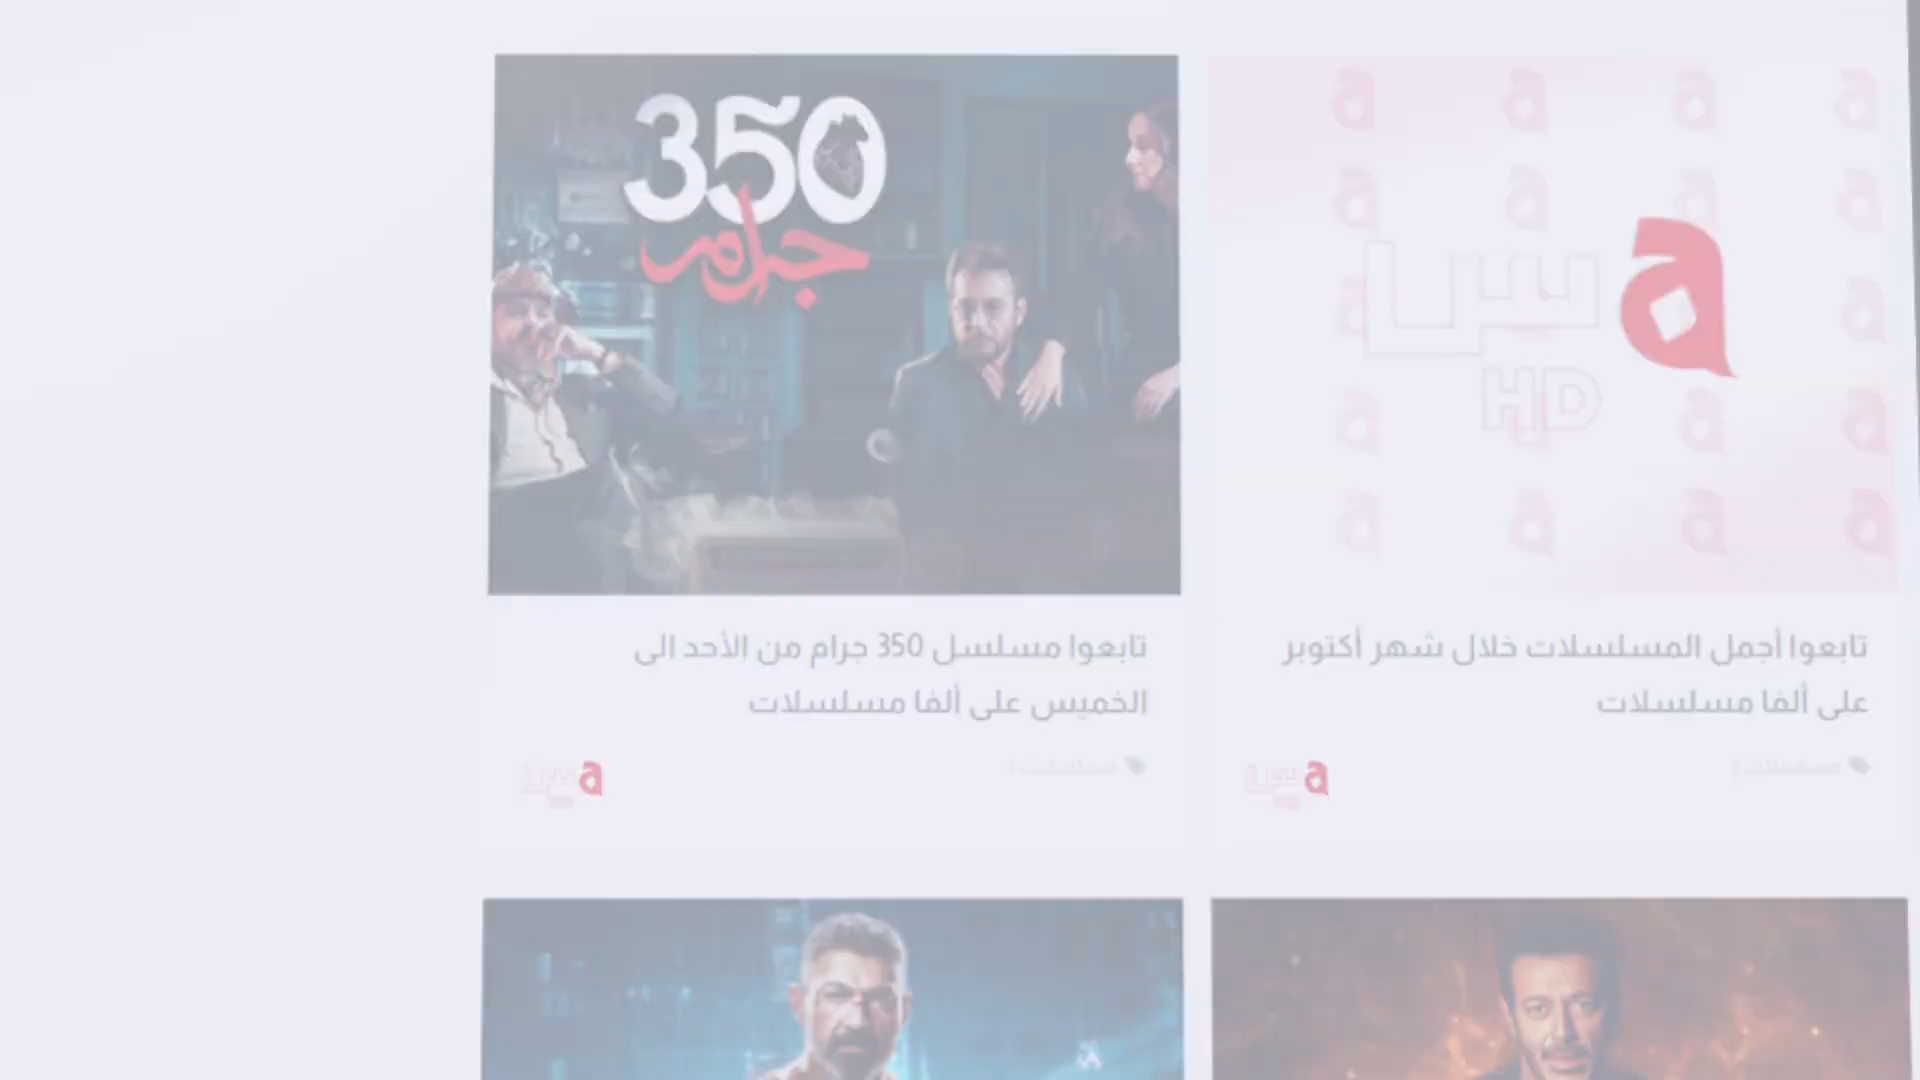 تابعوا أجمل المسلسلات خلال شهر أكتوبر
على ألفا مسلسلات
a س
HD
350
جرام
تابعوا مسلسل 350 جرام من الأحد الى
الخميس على ألفا مسلسلات